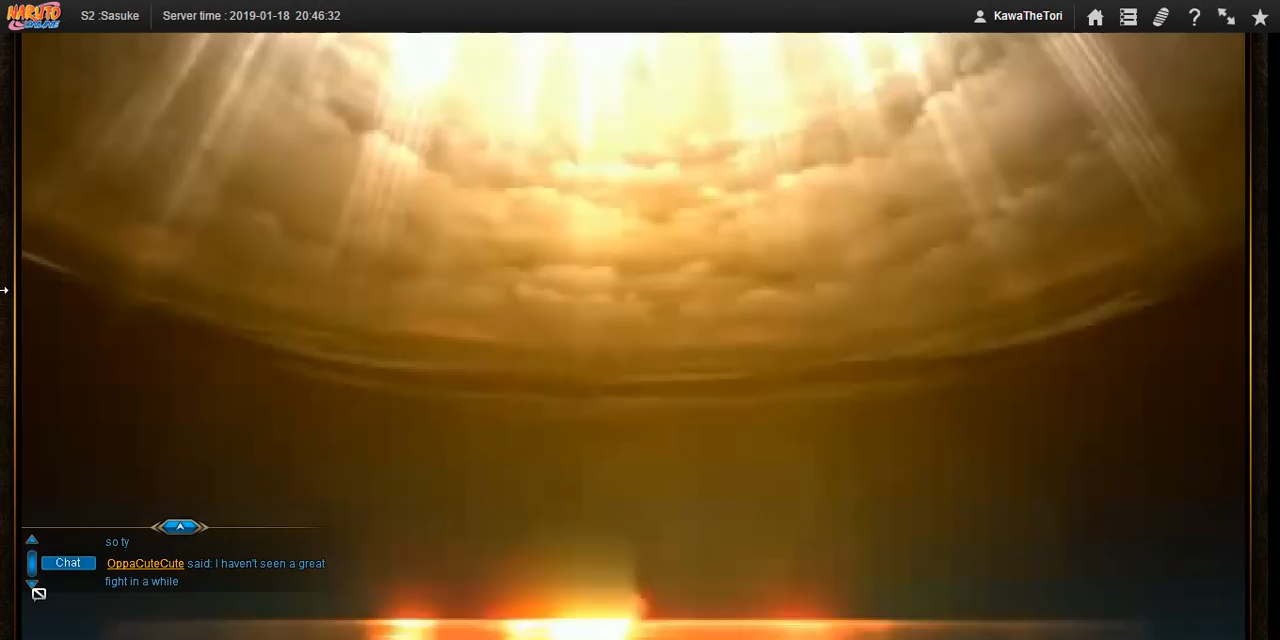 NARUTO
ONLINE
S2 :Sasuke
Server time : 2019-01-18 20:46:32
KawaTheTori
so ty
Chat
OppaCuteCute said: I haven't seen a great
fight in a while